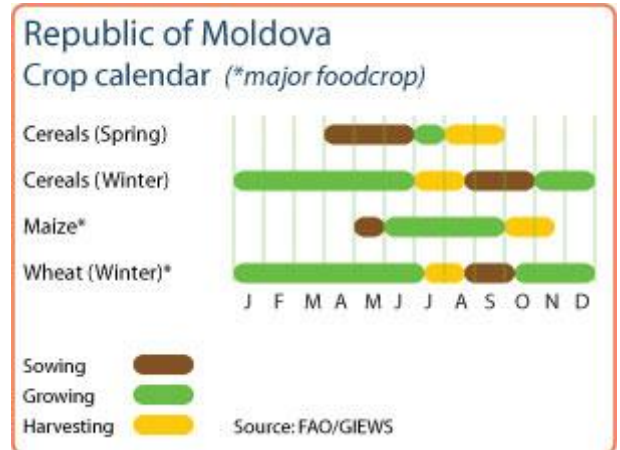 Republic of Moldova
Crop calendar (*major foodcrop)
Cereals (Spring)
Cereals (Winter)
Maize*
Wheat (Winter)*
J F M A M J J A S O N D
Sowing
Growing
Harvesting
Source: FAO/GIEWS